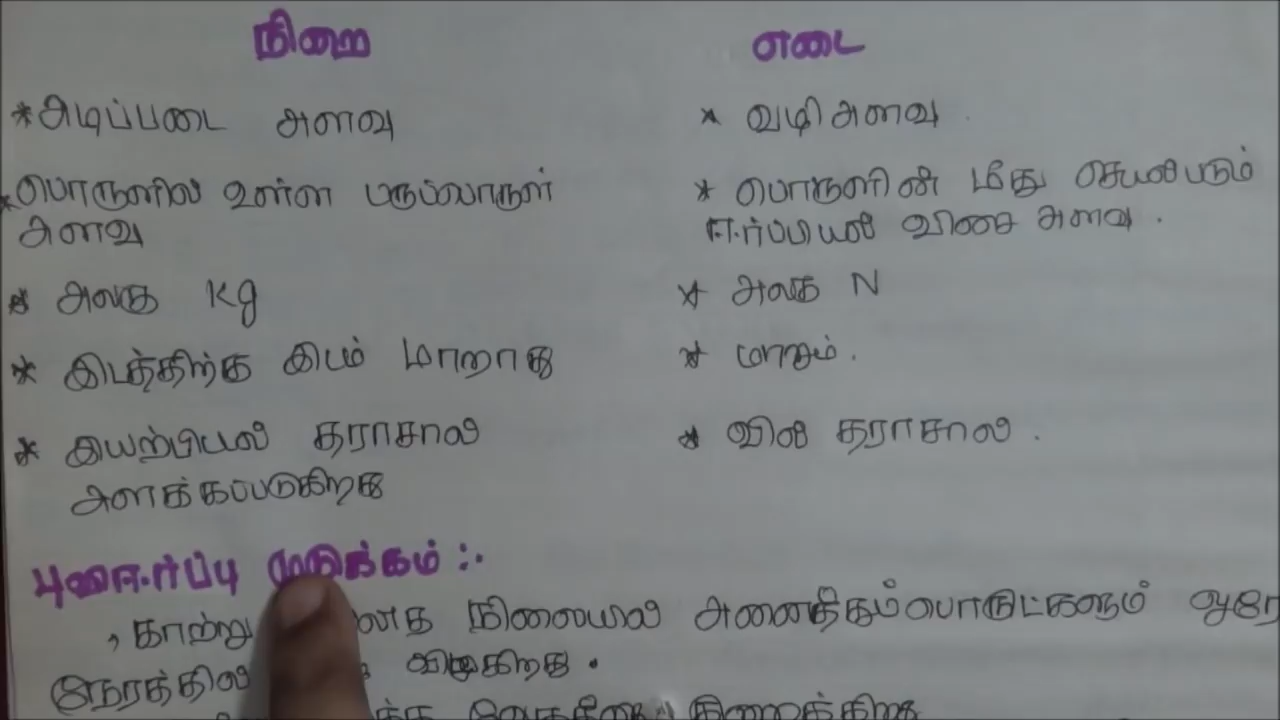 நிறை
எடை
* அடிப்படை அளவு
* வழி அளவு
* பொருளில் உள்ள பருப்பொருள்
அளவு
* பொருளின் மீது செயல்படும்
ஈர்ப்பியல் விசை அளவு .
* அலகு Kg
* அலகு N
* இடத்திற்கு இடம் மாறாது
* மாறும் .
* இயற்பியல் தராசால்
அளக்கப்படுகிறது
* வில் தராசால் .
புவிஈர்ப்பு முடுக்கம் :-
, காற்று நிலையில் அனைத்தும் பொருட்களும் ஒரே
நேரத்தில் விழுகிறது .